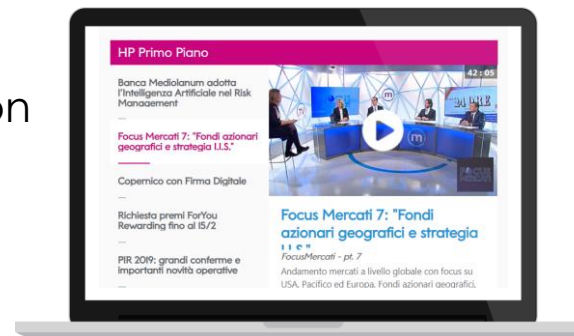 on
HP Primo Piano
Banca Mediolanum adotta
l'Intelligenza Artificiale nel Risk
Management
Focus Mercati 7: "Fondi azionari
geografici e strategia I.I.S."
Copernico con Firma Digitale
Richiesta premi ForYou
Rewarding fino al 15/2
PIR 2019: grandi conferme e
importanti novità operative
42:05
m
m
FOCUS
MERCATI
Focus Mercati 7: "Fondi
azionari geografici e strategia
I.I.S."
FocusMercati - pt. 7
Andamento mercati a livello globale con focus su
USA, Pacifico ed Europa. Fondi azionari geografici,